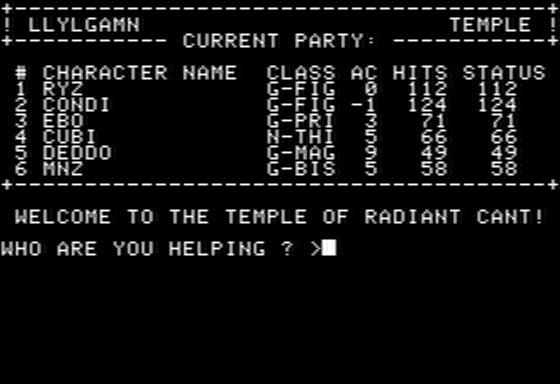 +--------------------------------------+
! LLYLGAMN                      TEMPLE !
+----------- CURRENT PARTY: -----------+
 # CHARACTER NAME  CLASS AC HITS STATUS
 1 RYZ             G-FIG  0  112  112
 2 CONDI           G-FIG -1  124  124
 3 EBO             G-PRI  3   71   71
 4 CUBI            N-THI  5   66   66
 5 DEDDO           G-MAG  9   49   49
 6 MNZ             G-BIS  5   58   58
+--------------------------------------+
 WELCOME TO THE TEMPLE OF RADIANT CANT!
WHO ARE YOU HELPING ? >